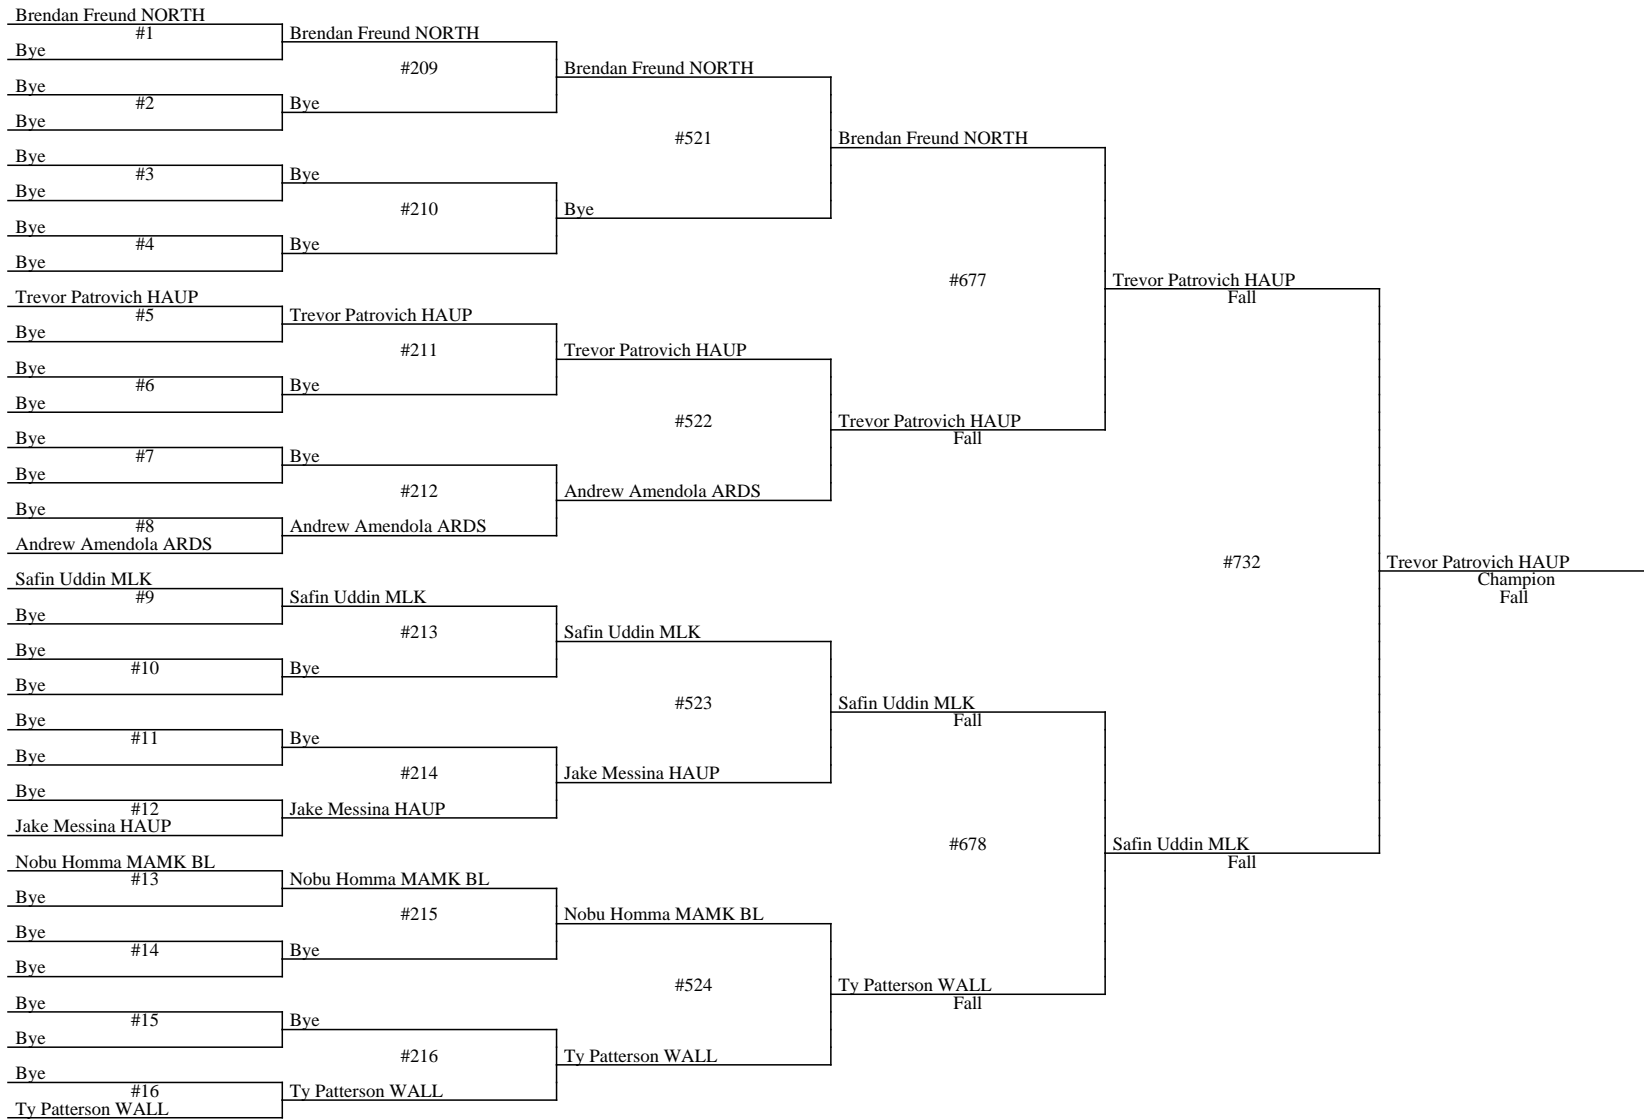 Brendan Freund NORTH
#1
Bye
Bye
#2
Bye
Bye
#3
Bye
Bye
#4
Bye
Trevor Patrovich HAUP
#5
Bye
Bye
#6
Bye
Bye
#7
Bye
Bye
#8
Andrew Amendola ARDS
Safin Uddin MLK
#9
Bye
Bye
#10
Bye
Bye
#11
Bye
Bye
#12
Jake Messina HAUP
Nobu Homma MAMK BL
#13
Bye
Bye
#14
Bye
Bye
#15
Bye
Bye
#16
Ty Patterson WALL
Brendan Freund NORTH
#209
Bye
Bye
#210
Bye
Trevor Patrovich HAUP
#211
Bye
Bye
#212
Andrew Amendola ARDS
Safin Uddin MLK
#213
Bye
Bye
#214
Jake Messina HAUP
Nobu Homma MAMK BL
#215
Bye
Bye
#216
Ty Patterson WALL
Brendan Freund NORTH
#521
Bye
Trevor Patrovich HAUP
#522
Andrew Amendola ARDS
Safin Uddin MLK
#523
Jake Messina HAUP
Nobu Homma MAMK BL
#524
Ty Patterson WALL
Brendan Freund NORTH
#677
Trevor Patrovich HAUP
Fall
Safin Uddin MLK
Fall
#678
Ty Patterson WALL
Fall
Trevor Patrovich HAUP
Fall
#732
Safin Uddin MLK
Fall
Trevor Patrovich HAUP
Champion
Fall